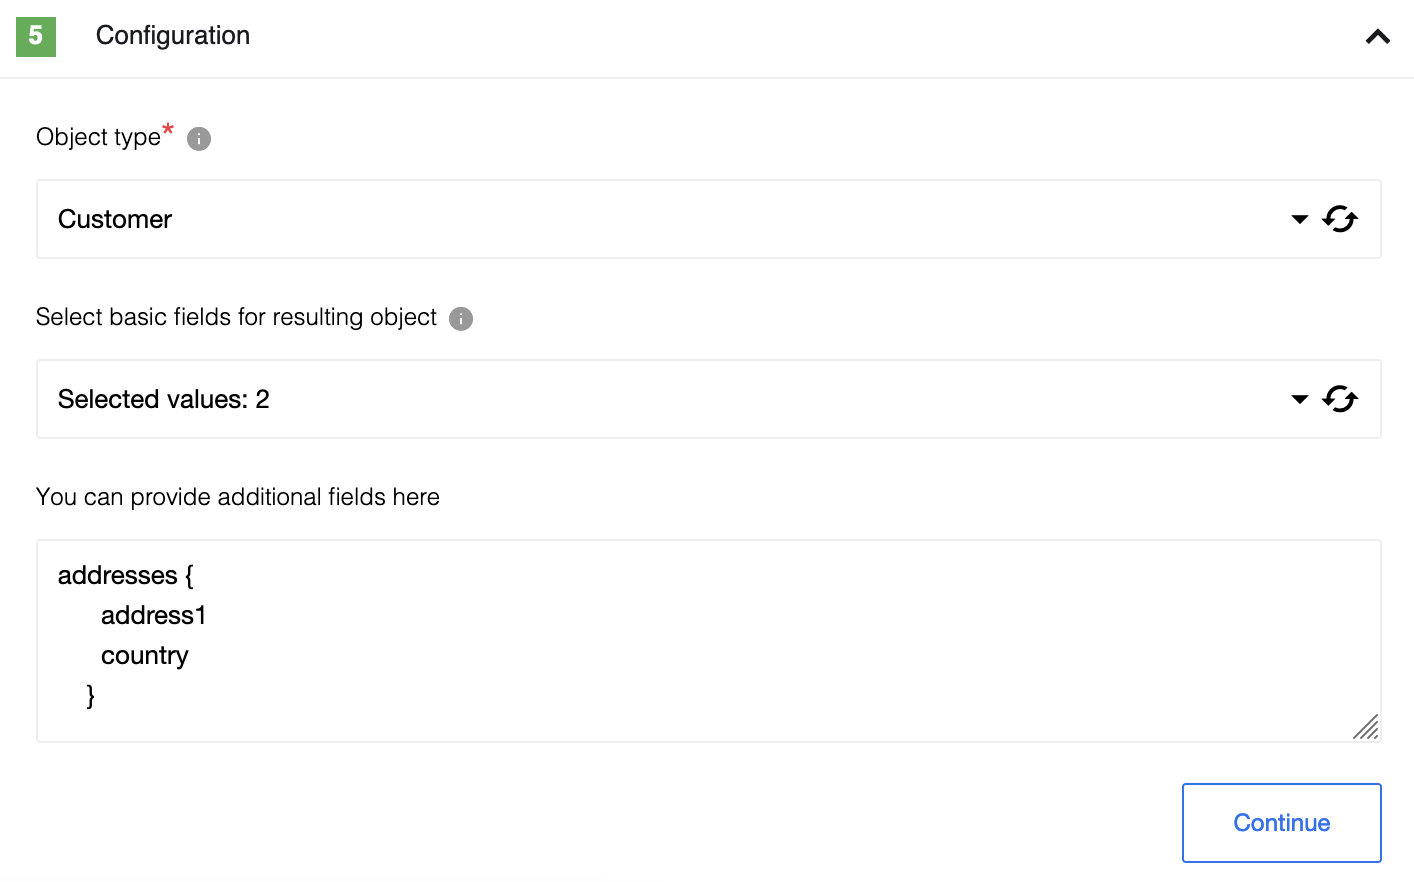 5 Configuration
Object type*
Customer
Select basic fields for resulting object
Selected values: 2
You can provide additional fields here
addresses {
address1
country
}
Continue